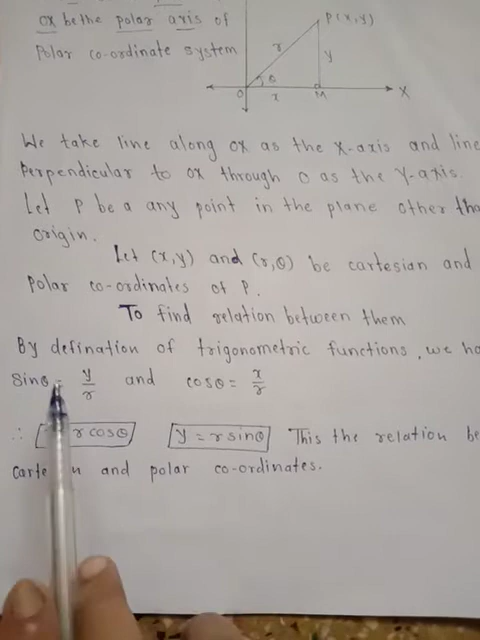 OX be the polar axis of
Polar co-ordinate system
P(x,y)
r
y
θ
O
x
M
X
We take line along OX as the X-axis and line
Perpendicular to OX through O as the Y-axis.
Let P be a any point in the plane other tha
origin.
Let (x,y) and (r,θ) be cartesian and
Polar co-ordinates of P.
To find relation between them
By defination of trigonometric functions, we ha
sinθ y/r and cosθ = x/r
∴ r cosθ y = r sinθ This the relation be
and polar co-ordinates.